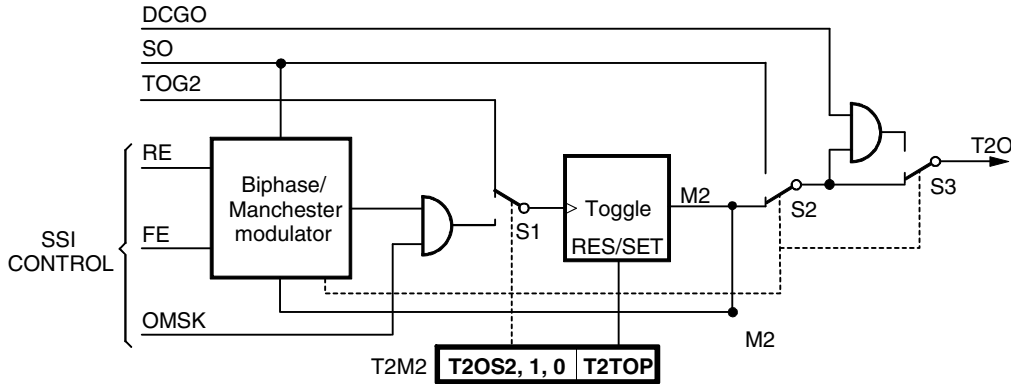 DCGO
SO
TOG2
RE
FE
SSI
CONTROL
OMSK
Biphase/
Manchester
modulator
S1
Toggle
RES/SET
M2
S2
S3
T2O
M2
T2M2
T2OS2, 1, 0
T2TOP